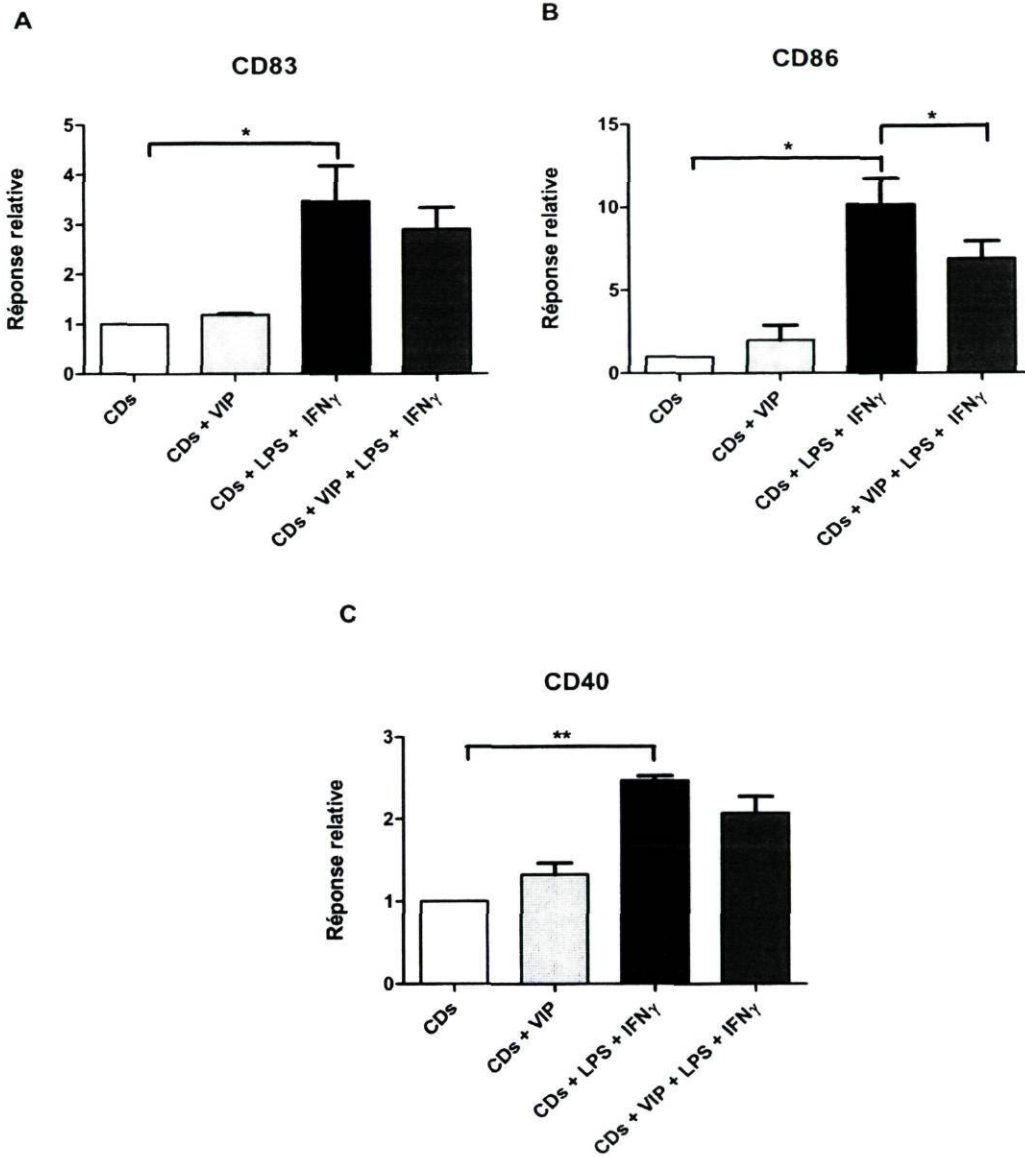 A
CD83
Réponse relative
5
4
3
2
1
0
*
CDs
CDs + VIP
CDs + LPS + IFNγ
CDs + VIP + LPS + IFNγ
B
CD86
Réponse relative
15
10
5
0
*
*
CDs
CDs + VIP
CDs + LPS + IFNγ
CDs + VIP + LPS + IFNγ
C
CD40
Réponse relative
3
2
1
0
**
CDs
CDs + VIP
CDs + LPS + IFNγ
CDs + VIP + LPS + IFNγ